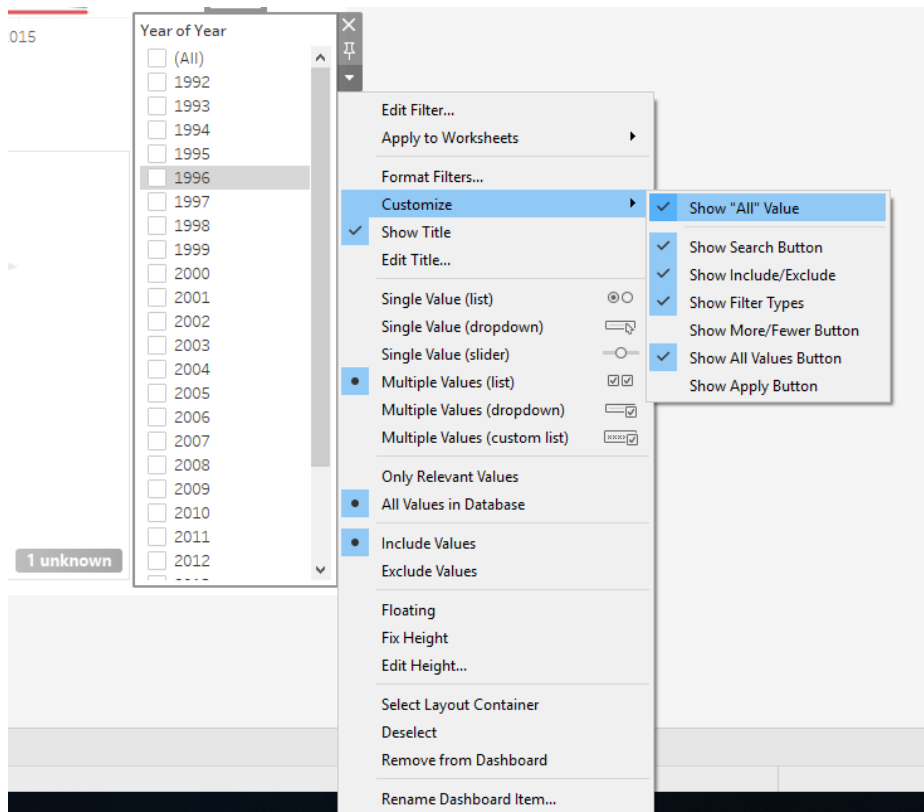 015
Year of Year
(All)
1992
1993
1994
1995
1996
1997
1998
1999
2000
2001
2002
2003
2004
2005
2006
2007
2008
2009
2010
2011
2012
1 unknown
Edit Filter...
Apply to Worksheets
Format Filters...
Customize
Show Title
Edit Title...
Single Value (list)
Single Value (dropdown)
Single Value (slider)
Multiple Values (list)
Multiple Values (dropdown)
Multiple Values (custom list)
Only Relevant Values
All Values in Database
Include Values
Exclude Values
Floating
Fix Height
Edit Height...
Select Layout Container
Deselect
Remove from Dashboard
Rename Dashboard Item...
Show "All" Value
Show Search Button
Show Include/Exclude
Show Filter Types
Show More/Fewer Button
Show All Values Button
Show Apply Button